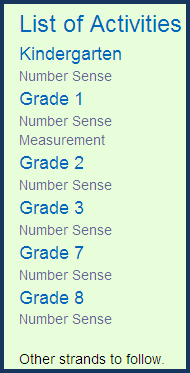 List of Activities
Kindergarten
Number Sense
Grade 1
Number Sense
Measurement
Grade 2
Number Sense
Grade 3
Number Sense
Grade 7
Number Sense
Grade 8
Number Sense
Other strands to follow.